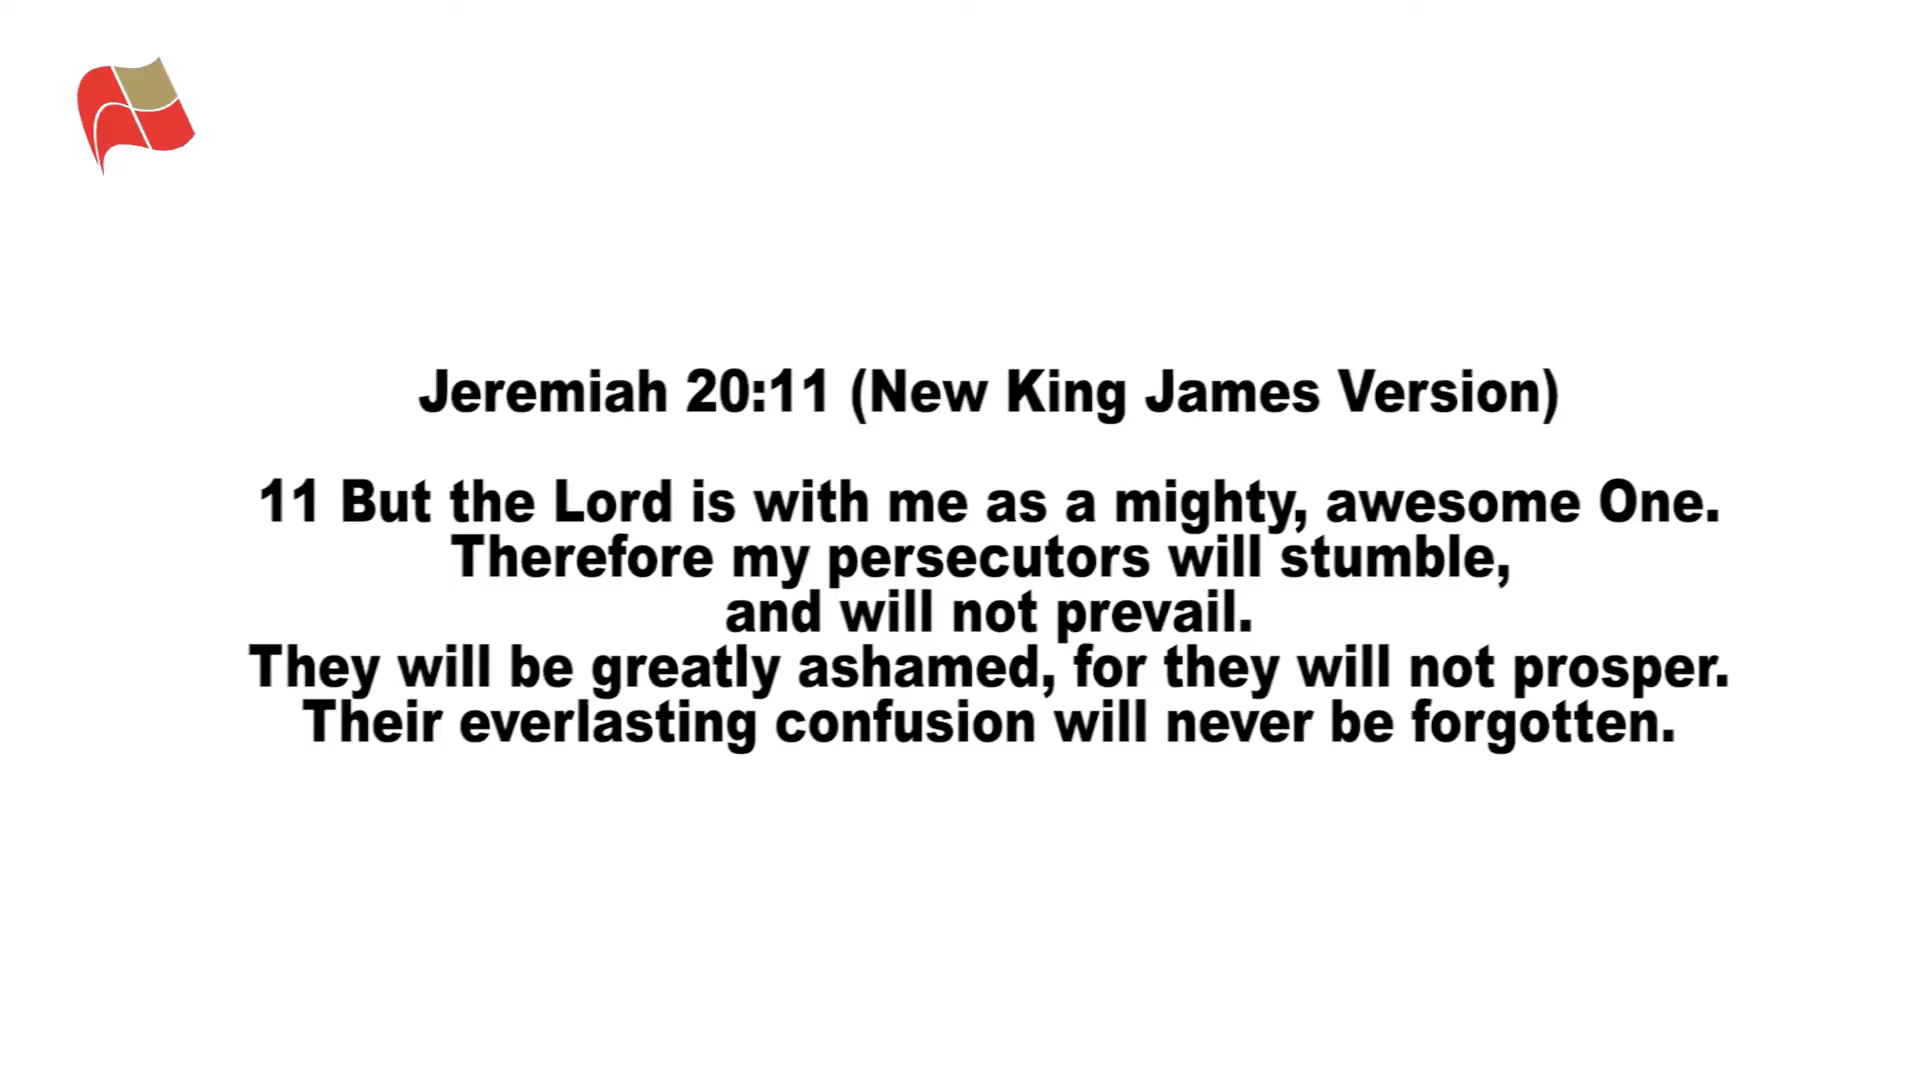 Jeremiah 20:11 (New King James Version)
11 But the Lord is with me as a mighty, awesome One.
Therefore my persecutors will stumble,
and will not prevail.
They will be greatly ashamed, for they will not prosper.
Their everlasting confusion will never be forgotten.